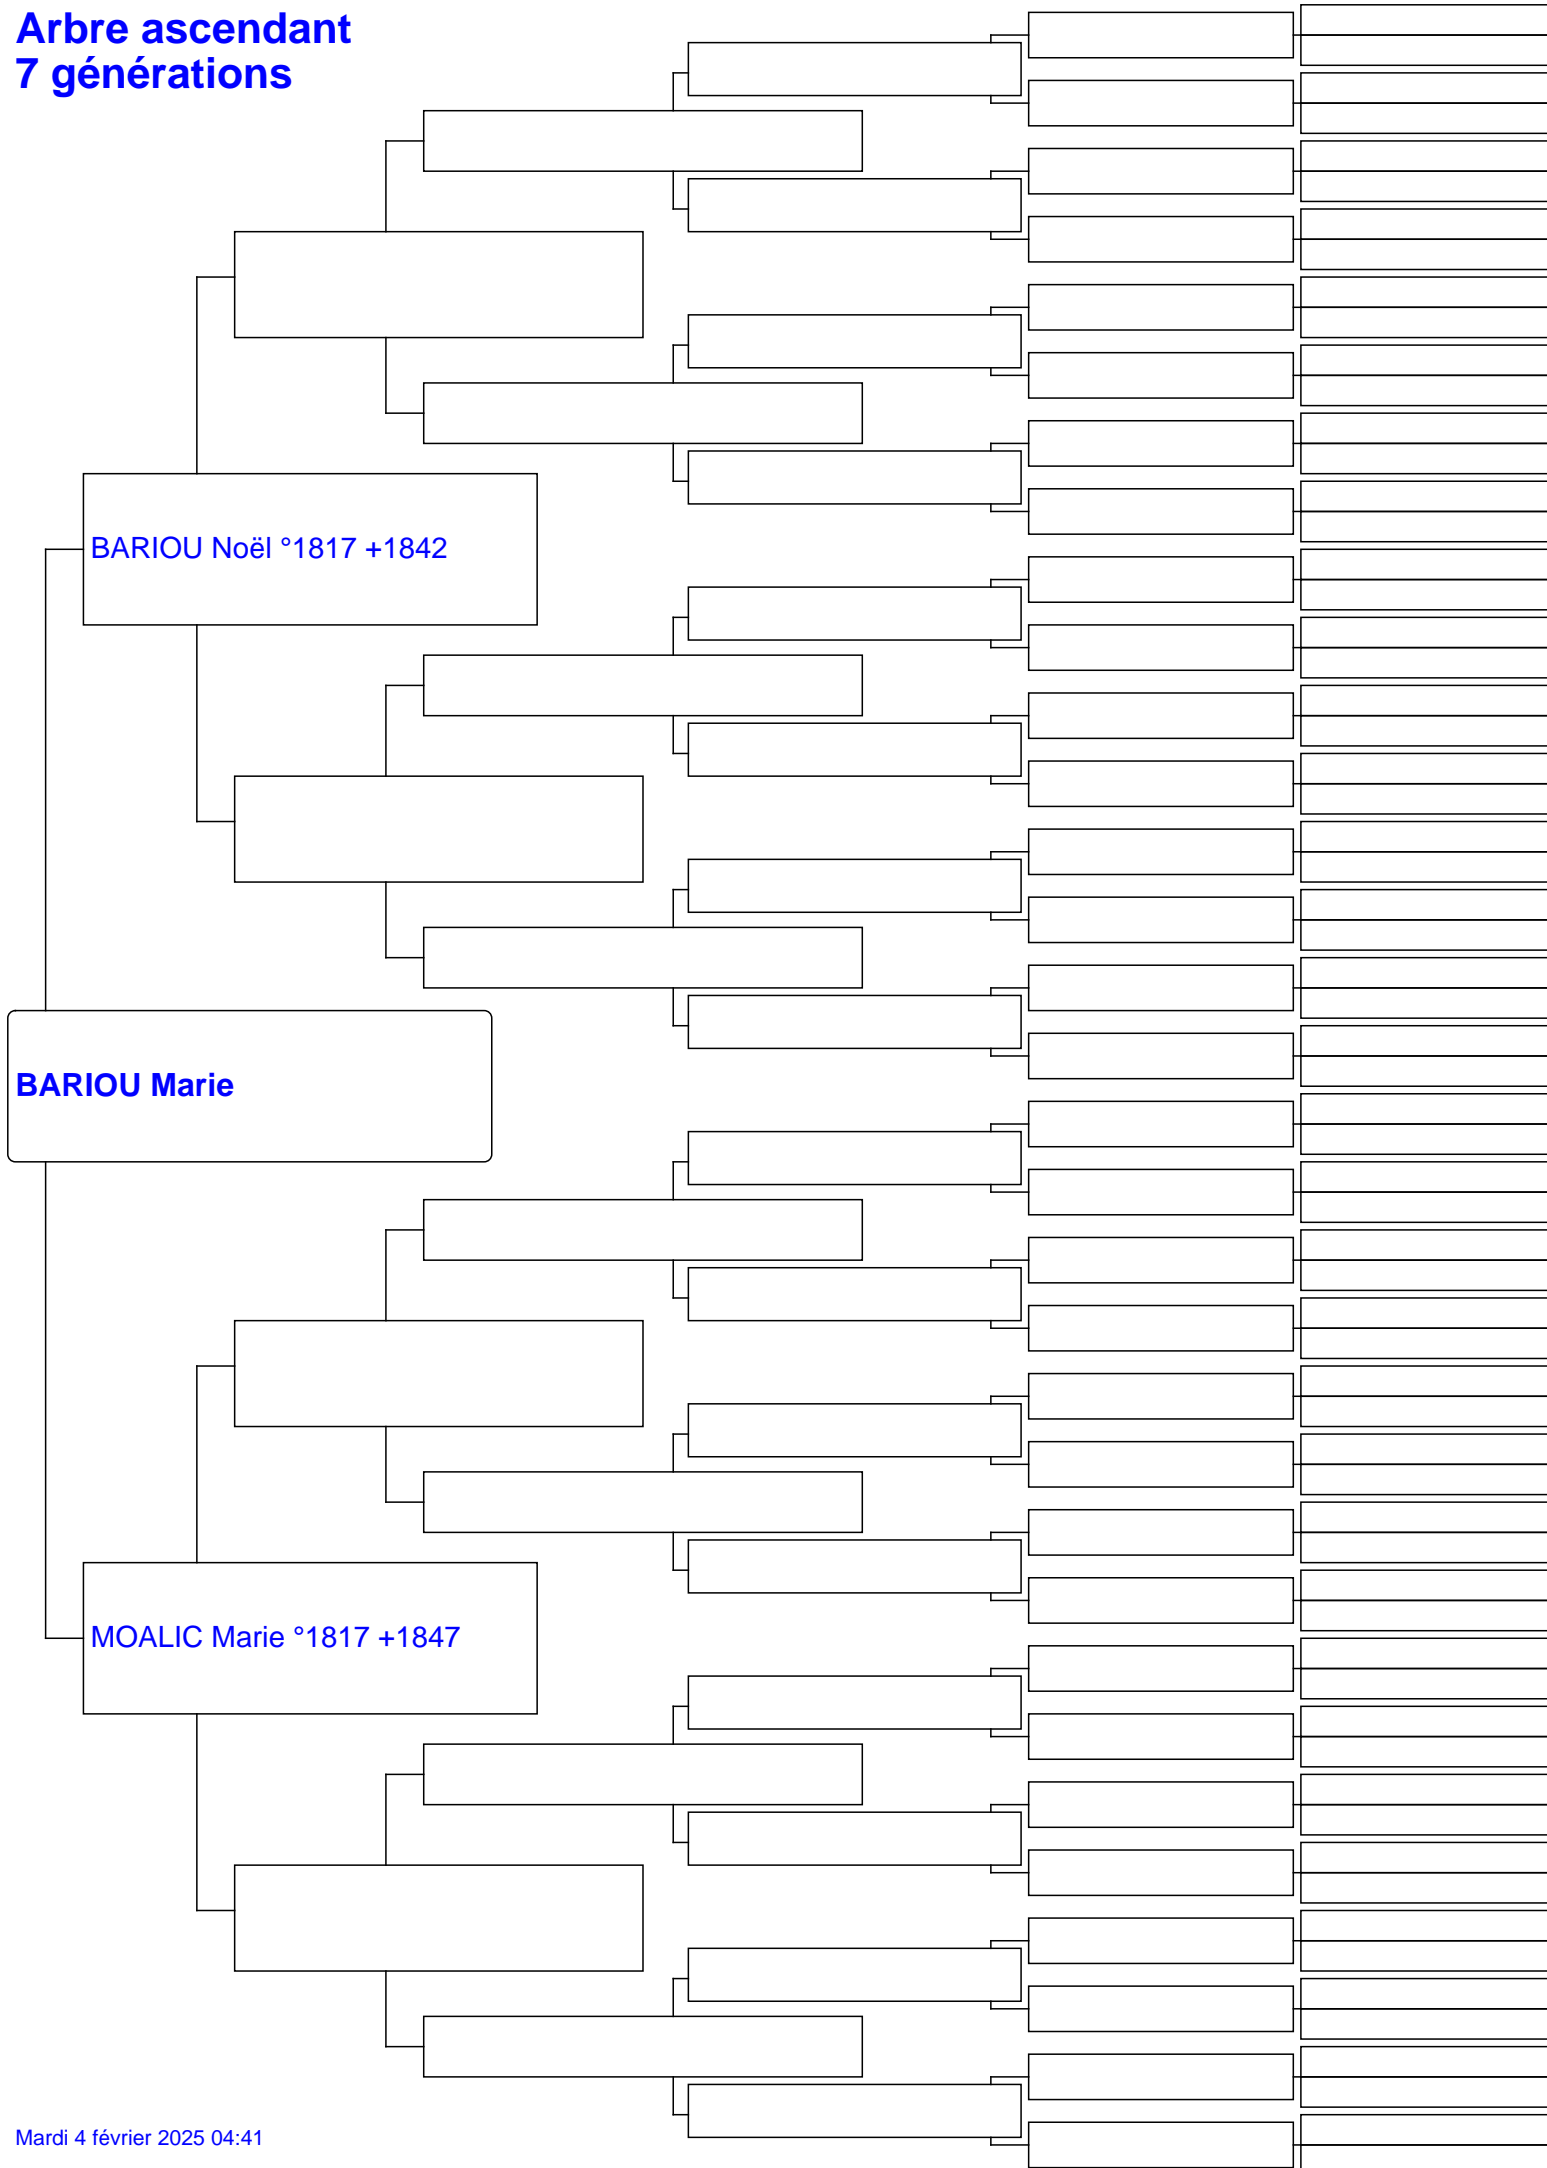 Arbre ascendant
7 générations
BARIOU Noël °1817 +1842
BARIOU Marie
MOALIC Marie °1817 +1847
Mardi 4 février 2025 04:41